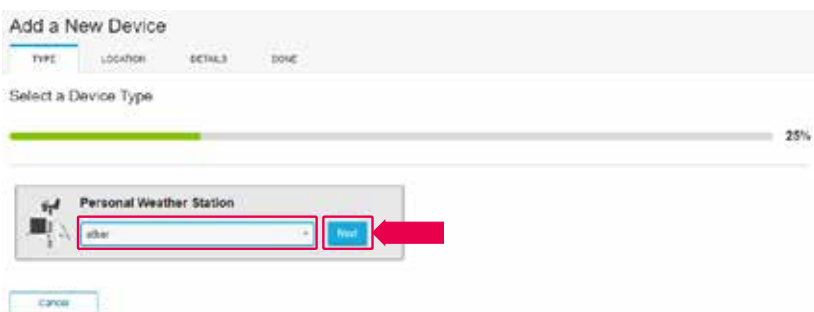 Add a New Device
TYPE LOCATION DETAILS DONE
Select a Device Type
25%
Personal Weather Station
other Next
Cancel